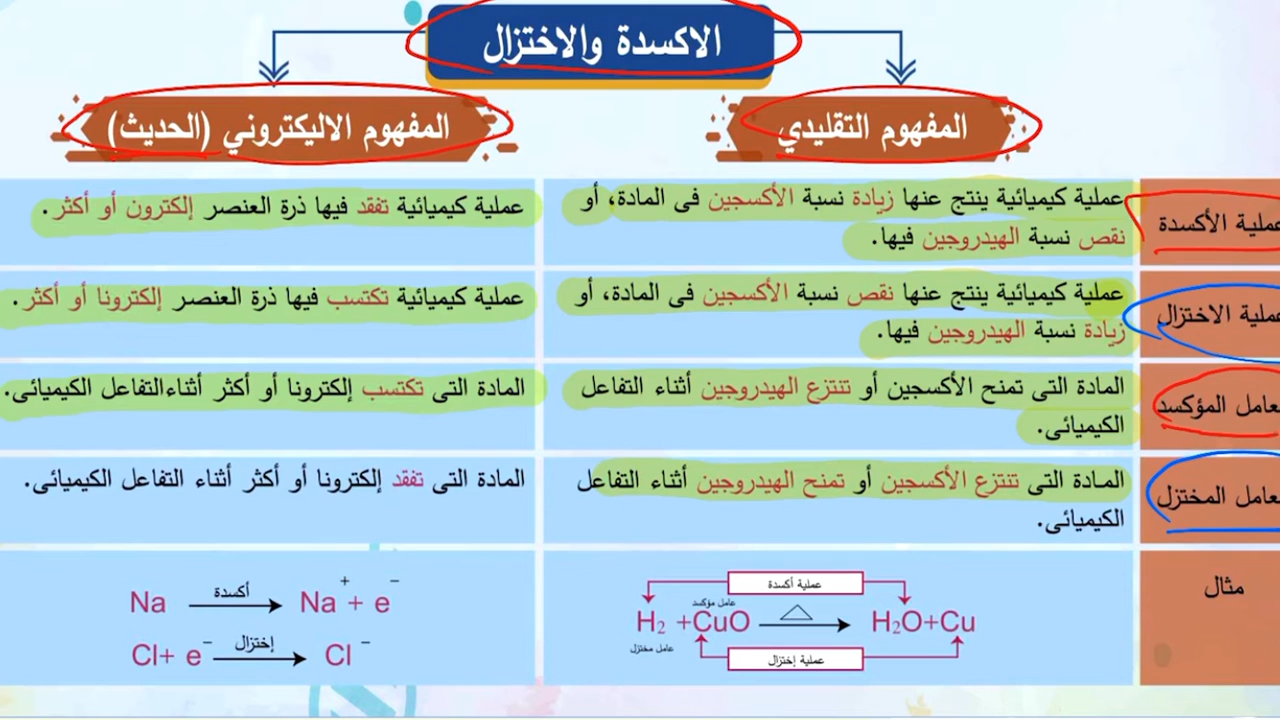 الاكسدة والاختزال
المفهوم التقليدي
المفهوم الاليكتروني (الحديث)
عملية الأكسدة
عملية كيميائية ينتج عنها زيادة نسبة الأكسجين فى المادة، أو
نقص نسبة الهيدروجين فيها.
عملية كيميائية تفقد فيها ذرة العنصر إلكترون أو أكثر.
عملية الاختزال
عملية كيميائية ينتج عنها نقص نسبة الأكسجين فى المادة، أو
زيادة نسبة الهيدروجين فيها.
عملية كيميائية تكتسب فيها ذرة العنصر إلكترونا أو أكثر.
عامل المؤكسد
المادة التى تمنح الأكسجين أو تنتزع الهيدروجين أثناء التفاعل
الكيميائى.
المادة التى تكتسب إلكترونا أو أكثر أثناءالتفاعل الكيميائى.
عامل المختزل
المادة التى تنتزع الأكسجين أو تمنح الهيدروجين أثناء التفاعل
الكيميائى.
المادة التى تفقد إلكترونا أو أكثر أثناء التفاعل الكيميائى.
مثال
عملية أكسدة
عامل مؤكسد
H₂ +CuO △ H₂O+Cu
عامل مختزل
عملية إختزال
أكسدة
Na → Na⁺ + e⁻
إختزال
Cl+ e⁻ → Cl⁻